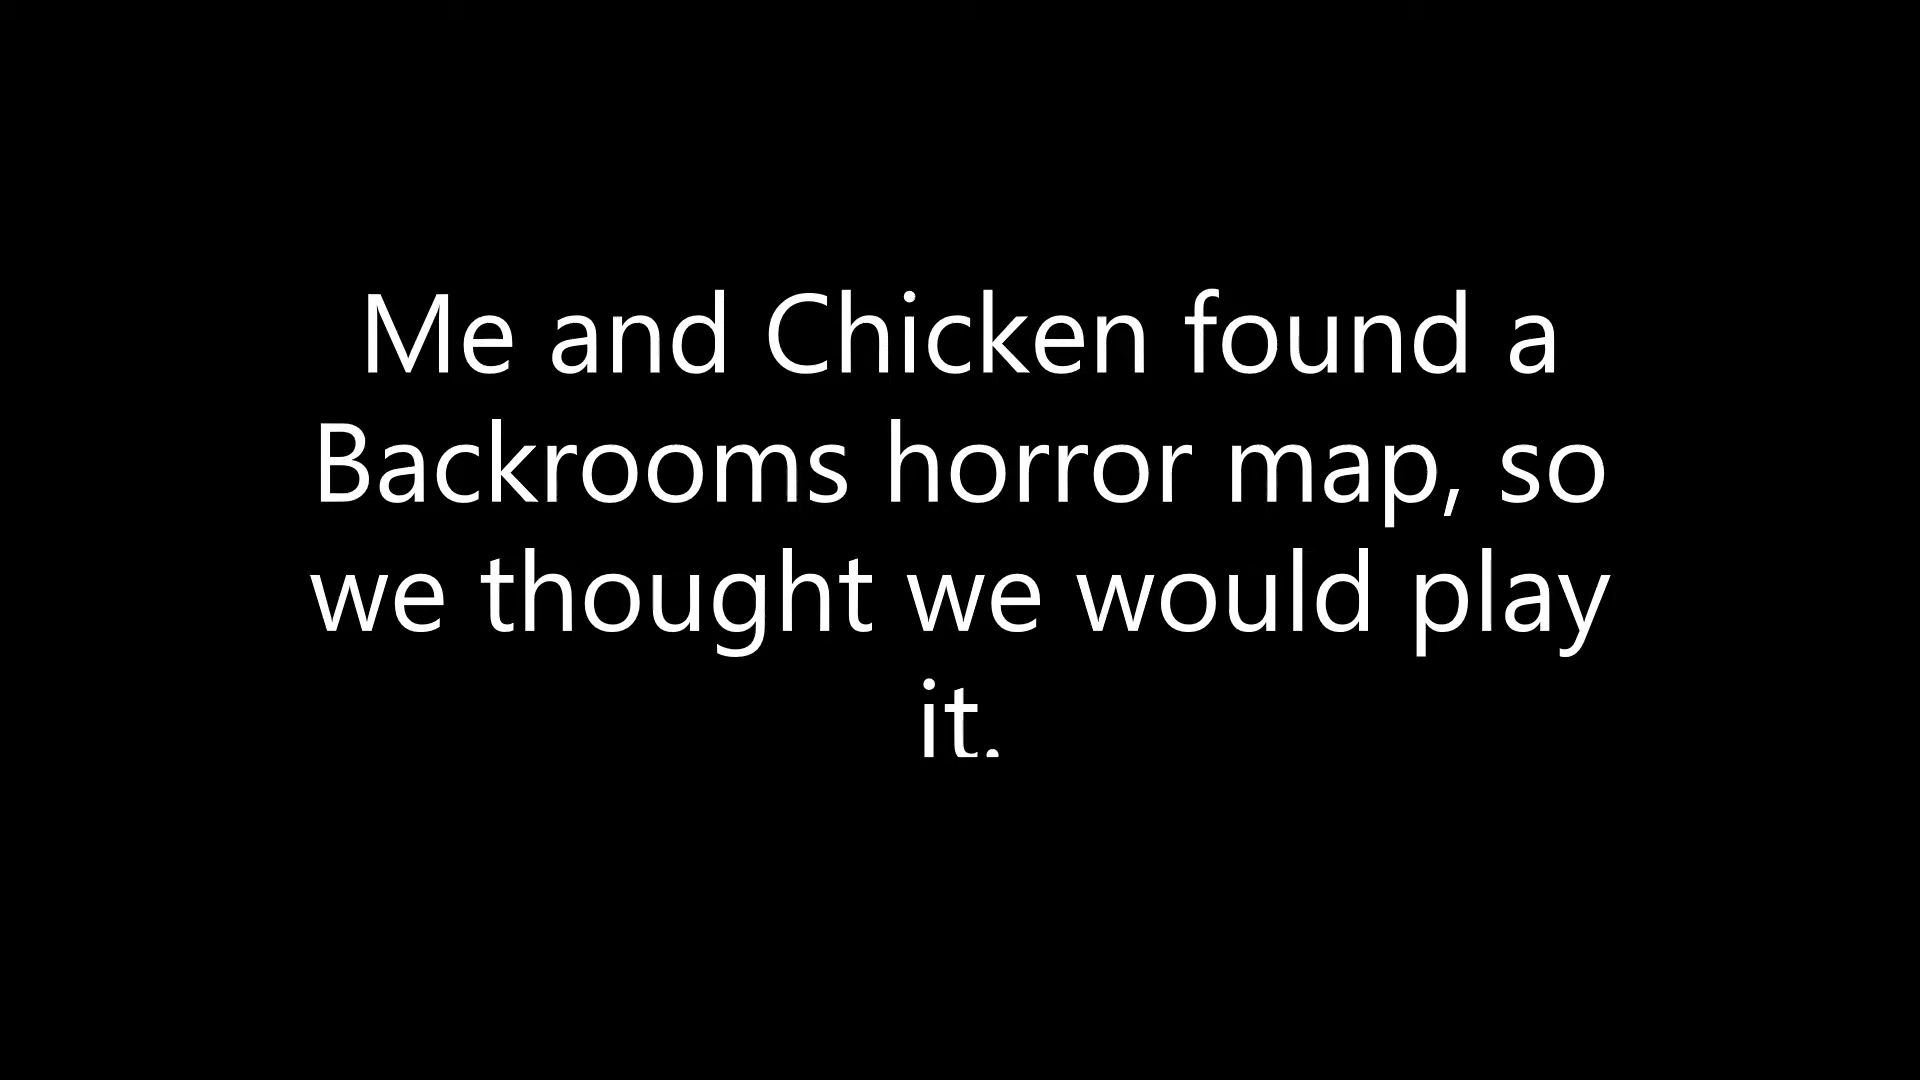 Me and Chicken found a
Backrooms horror map, so
we thought we would play
it.